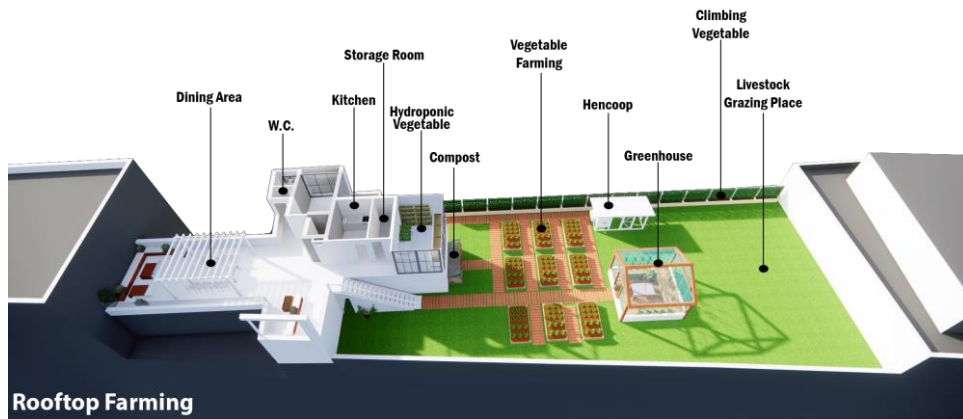 Climbing
Vegetable
Vegetable
Farming
Storage Room
Livestock
Grazing Place
Dining Area
Kitchen
Hydroponic
Vegetable
Hencoop
W.C.
Compost
Greenhouse
Rooftop Farming